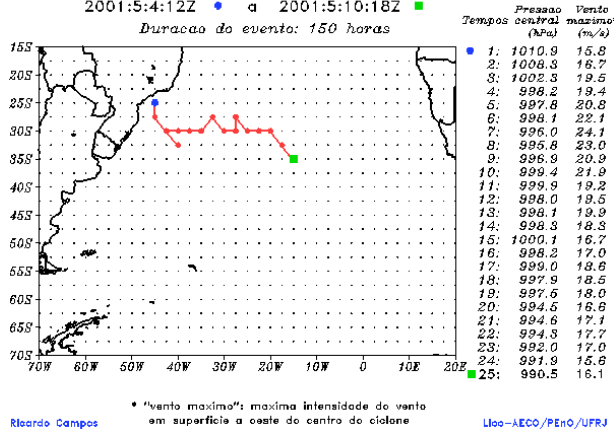 2001:5:4:12Z a 2001:5:10:18Z
Duracao do evento: 150 horas
Pressao Vento
Tempos central maximo
(hPa) (m/s)
1: 1010.9 15.8
2: 1008.3 16.7
3: 1002.3 19.5
4: 998.2 19.4
5: 997.8 20.8
6: 998.1 22.1
7: 996.0 24.1
8: 995.8 23.0
9: 996.9 20.9
10: 999.4 21.9
11: 999.9 19.2
12: 998.0 19.5
13: 998.1 19.9
14: 998.3 18.3
15: 1000.1 16.7
16: 998.2 17.0
17: 999.0 18.6
18: 997.9 18.5
19: 997.5 18.0
20: 994.5 16.6
21: 994.6 17.1
22: 994.3 17.7
23: 992.0 17.0
24: 991.9 15.6
25: 990.5 16.1
15S
20S
25S
30S
35S
40S
45S
50S
55S
60S
65S
70S
70W 60W 50W 40W 30W 20W 10W 0 10E 20E
* "vento maximo": maxima intensidade do vento
em superficie a oeste do centro do ciclone
Ricardo Campos
Lioc-AECO/PEnO/UFRJ